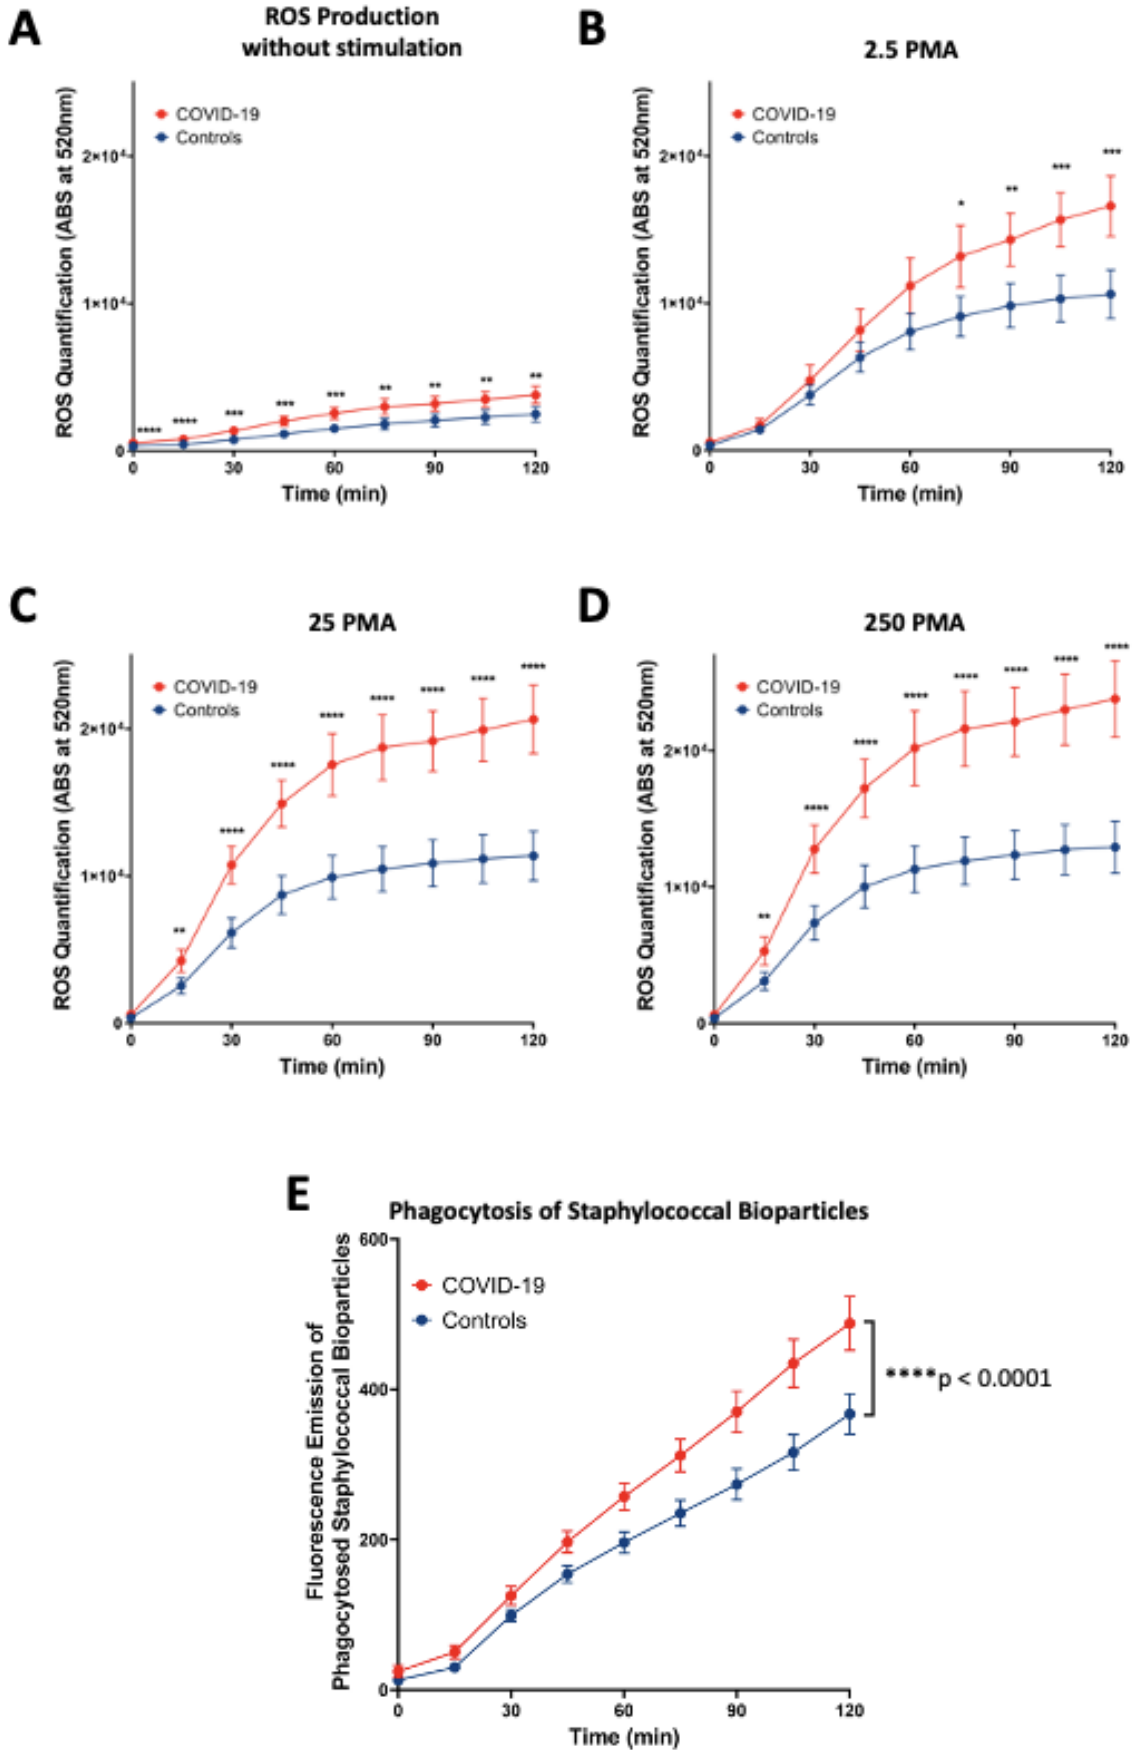 A
ROS Production
without stimulation
ROS Quantification (ABS at 520nm)
COVID-19
Controls
2×10⁴
1×10⁴
0
**** **** *** *** *** ** ** ** **
0 30 60 90 120
Time (min)
B
2.5 PMA
ROS Quantification (ABS at 520nm)
COVID-19
Controls
2×10⁴
1×10⁴
0
* ** *** ***
0 30 60 90 120
Time (min)
C
25 PMA
ROS Quantification (ABS at 520nm)
COVID-19
Controls
2×10⁴
1×10⁴
0
** **** **** **** **** **** **** ****
0 30 60 90 120
Time (min)
D
250 PMA
ROS Quantification (ABS at 520nm)
COVID-19
Controls
2×10⁴
1×10⁴
0
** **** **** **** **** **** **** ****
0 30 60 90 120
Time (min)
E
Phagocytosis of Staphylococcal Bioparticles
Fluorescence Emission of
Phagocytosed Staphylococcal Bioparticles
COVID-19
Controls
600
400
200
0
****p < 0.0001
0 30 60 90 120
Time (min)